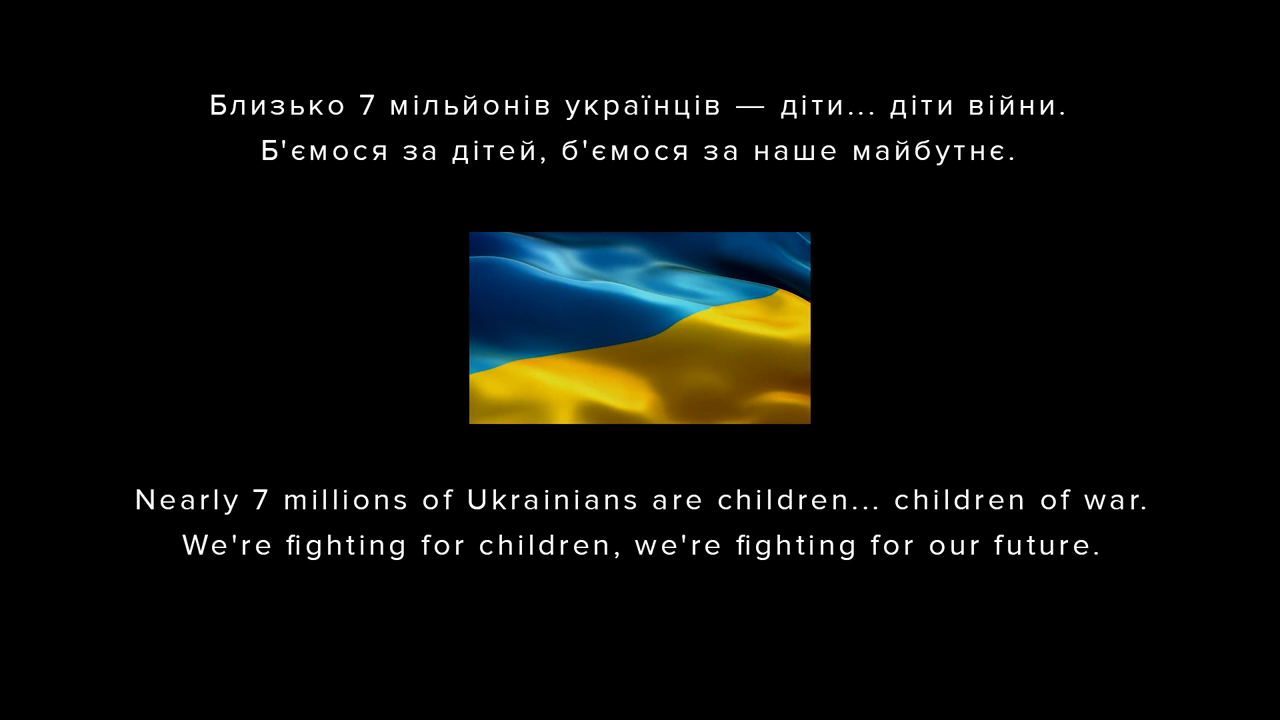 Близько 7 мільйонів українців — діти... діти війни.
Б'ємося за дітей, б'ємося за наше майбутнє.
Nearly 7 millions of Ukrainians are children... children of war.
We're fighting for children, we're fighting for our future.